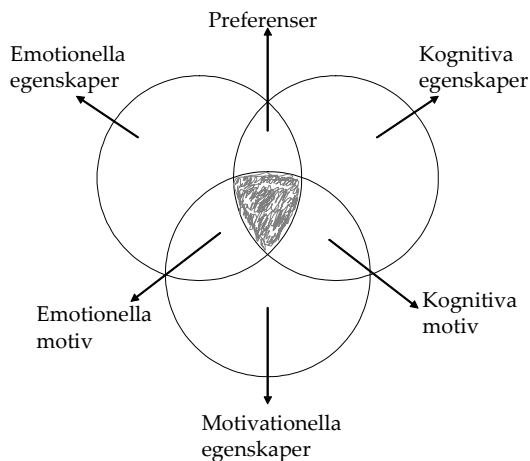 Preferenser
Emotionella
egenskaper
Kognitiva
egenskaper
Emotionella
motiv
Kognitiva
motiv
Motivationella
egenskaper